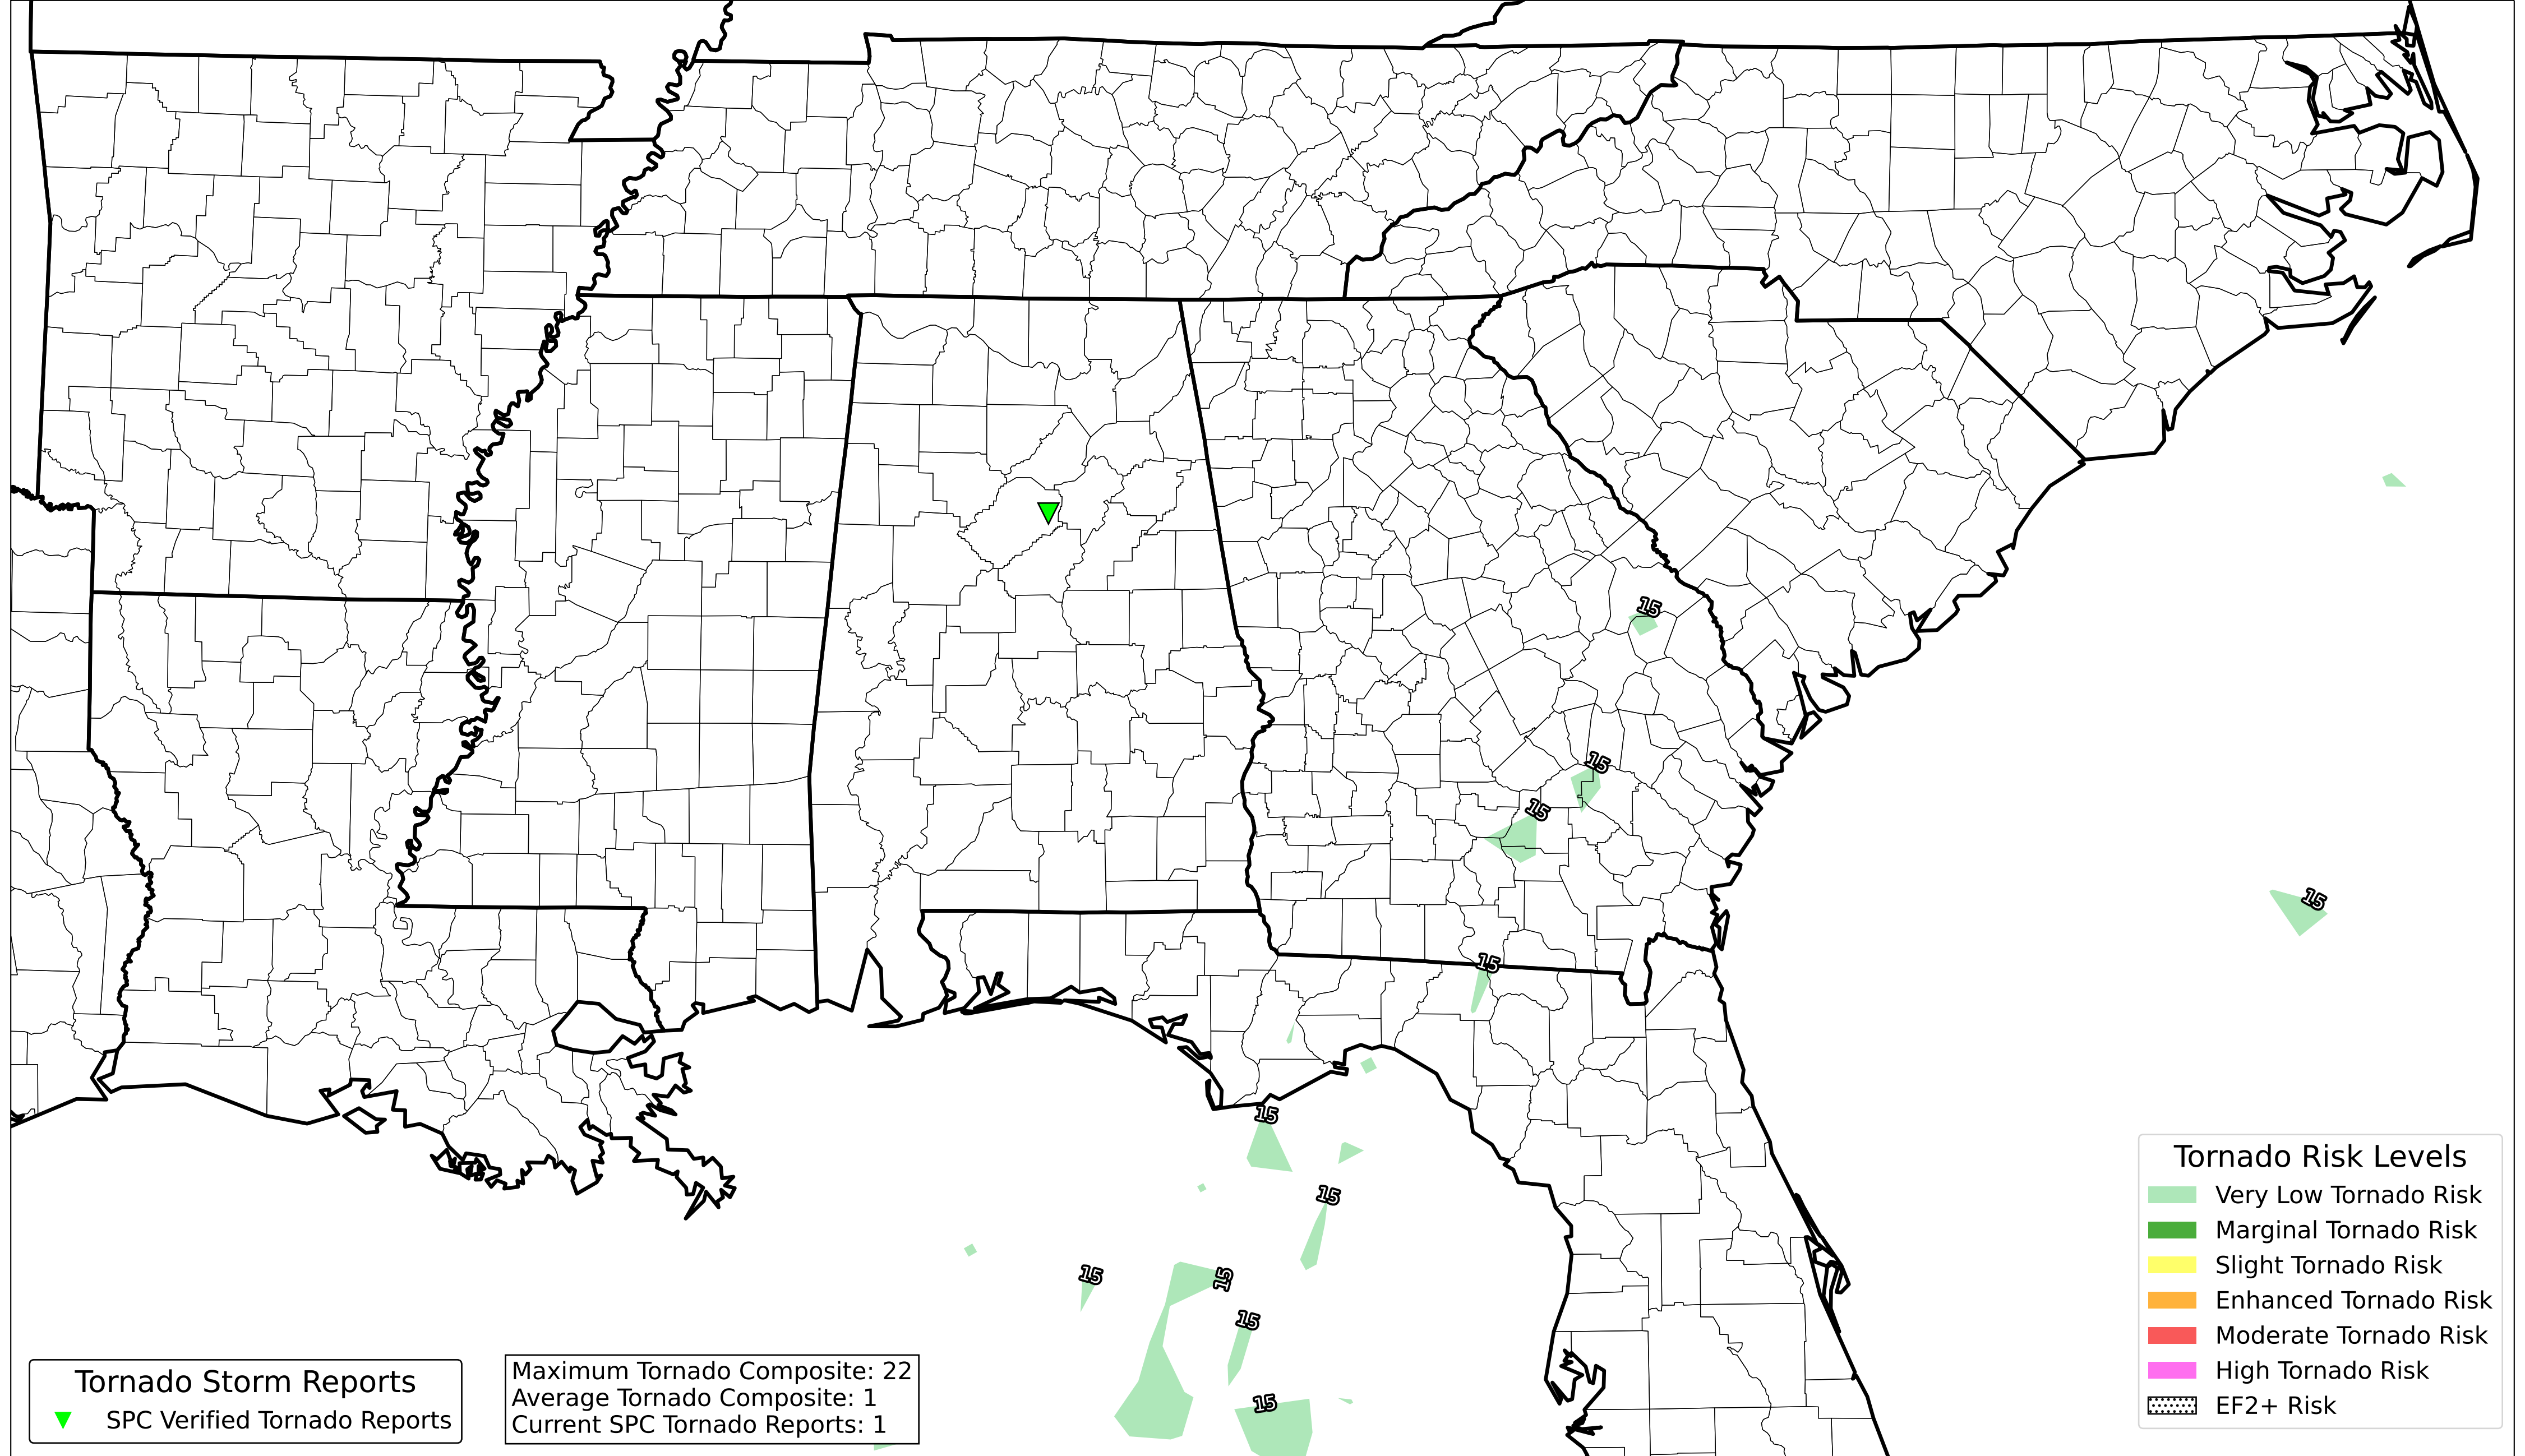 15
15
15
15
15
15
15
15
15
15
15
Tornado Risk Levels
Very Low Tornado Risk
Marginal Tornado Risk
Slight Tornado Risk
Enhanced Tornado Risk
Moderate Tornado Risk
High Tornado Risk
EF2+ Risk
Tornado Storm Reports
SPC Verified Tornado Reports
Maximum Tornado Composite: 22
Average Tornado Composite: 1
Current SPC Tornado Reports: 1